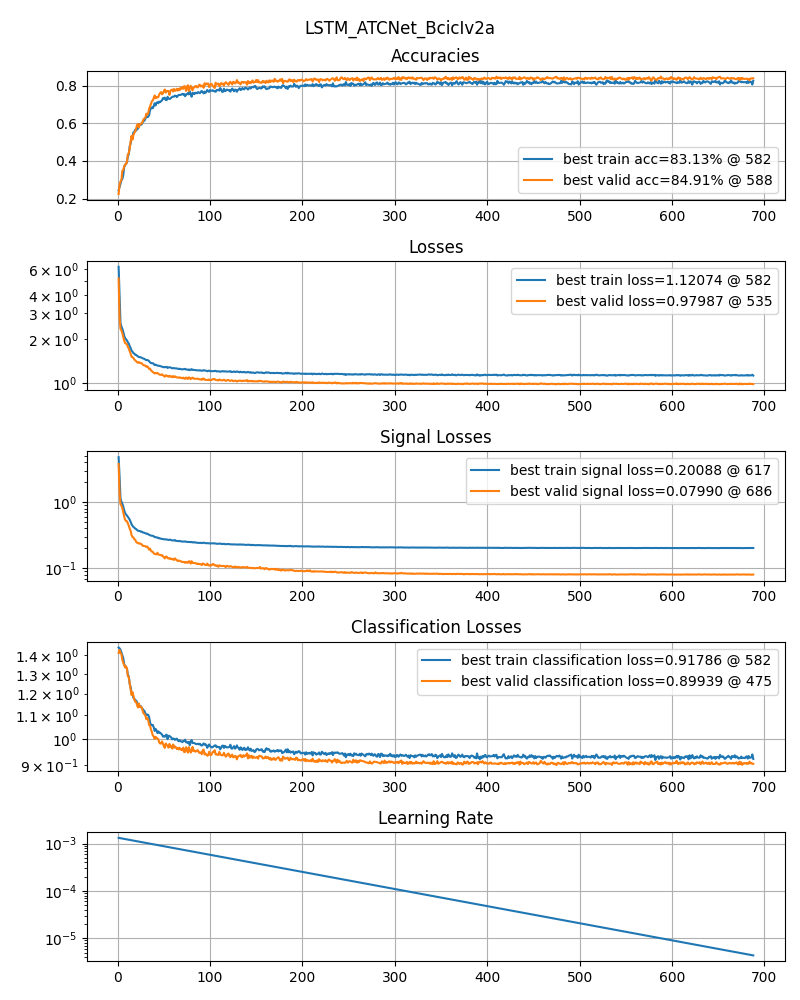 LSTM_ATCNet_BcicIv2a
Accuracies
0.8
0.6
0.4
0.2
best train acc=83.13% @ 582
best valid acc=84.91% @ 588
0 100 200 300 400 500 600 700
Losses
6 × 10⁰
4 × 10⁰
3 × 10⁰
2 × 10⁰
10⁰
best train loss=1.12074 @ 582
best valid loss=0.97987 @ 535
0 100 200 300 400 500 600 700
Signal Losses
10⁰
10⁻¹
best train signal loss=0.20088 @ 617
best valid signal loss=0.07990 @ 686
0 100 200 300 400 500 600 700
Classification Losses
1.4 × 10⁰
1.3 × 10⁰
1.2 × 10⁰
1.1 × 10⁰
10⁰
9 × 10⁻¹
best train classification loss=0.91786 @ 582
best valid classification loss=0.89939 @ 475
0 100 200 300 400 500 600 700
Learning Rate
10⁻³
10⁻⁴
10⁻⁵
0 100 200 300 400 500 600 700